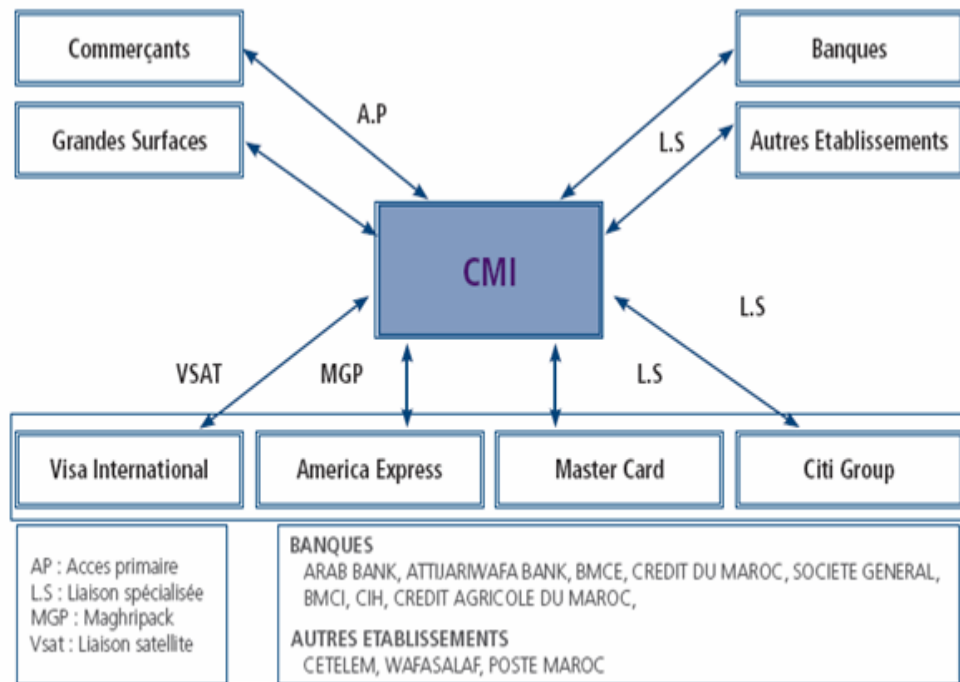 Commerçants
Banques
Grandes Surfaces
A.P
L.S
Autres Etablissements
CMI
L.S
VSAT
MGP
L.S
Visa International
America Express
Master Card
Citi Group
AP : Acces primaire
L.S : Liaison spécialisée
MGP : Maghripack
Vsat : Liaison satellite
BANQUES
ARAB BANK, ATTIJARIWAFA BANK, BMCE, CREDIT DU MAROC, SOCIETE GENERAL,
BMCI, CIH, CREDIT AGRICOLE DU MAROC,
AUTRES ETABLISSEMENTS
CETELEM, WAFASALAF, POSTE MAROC